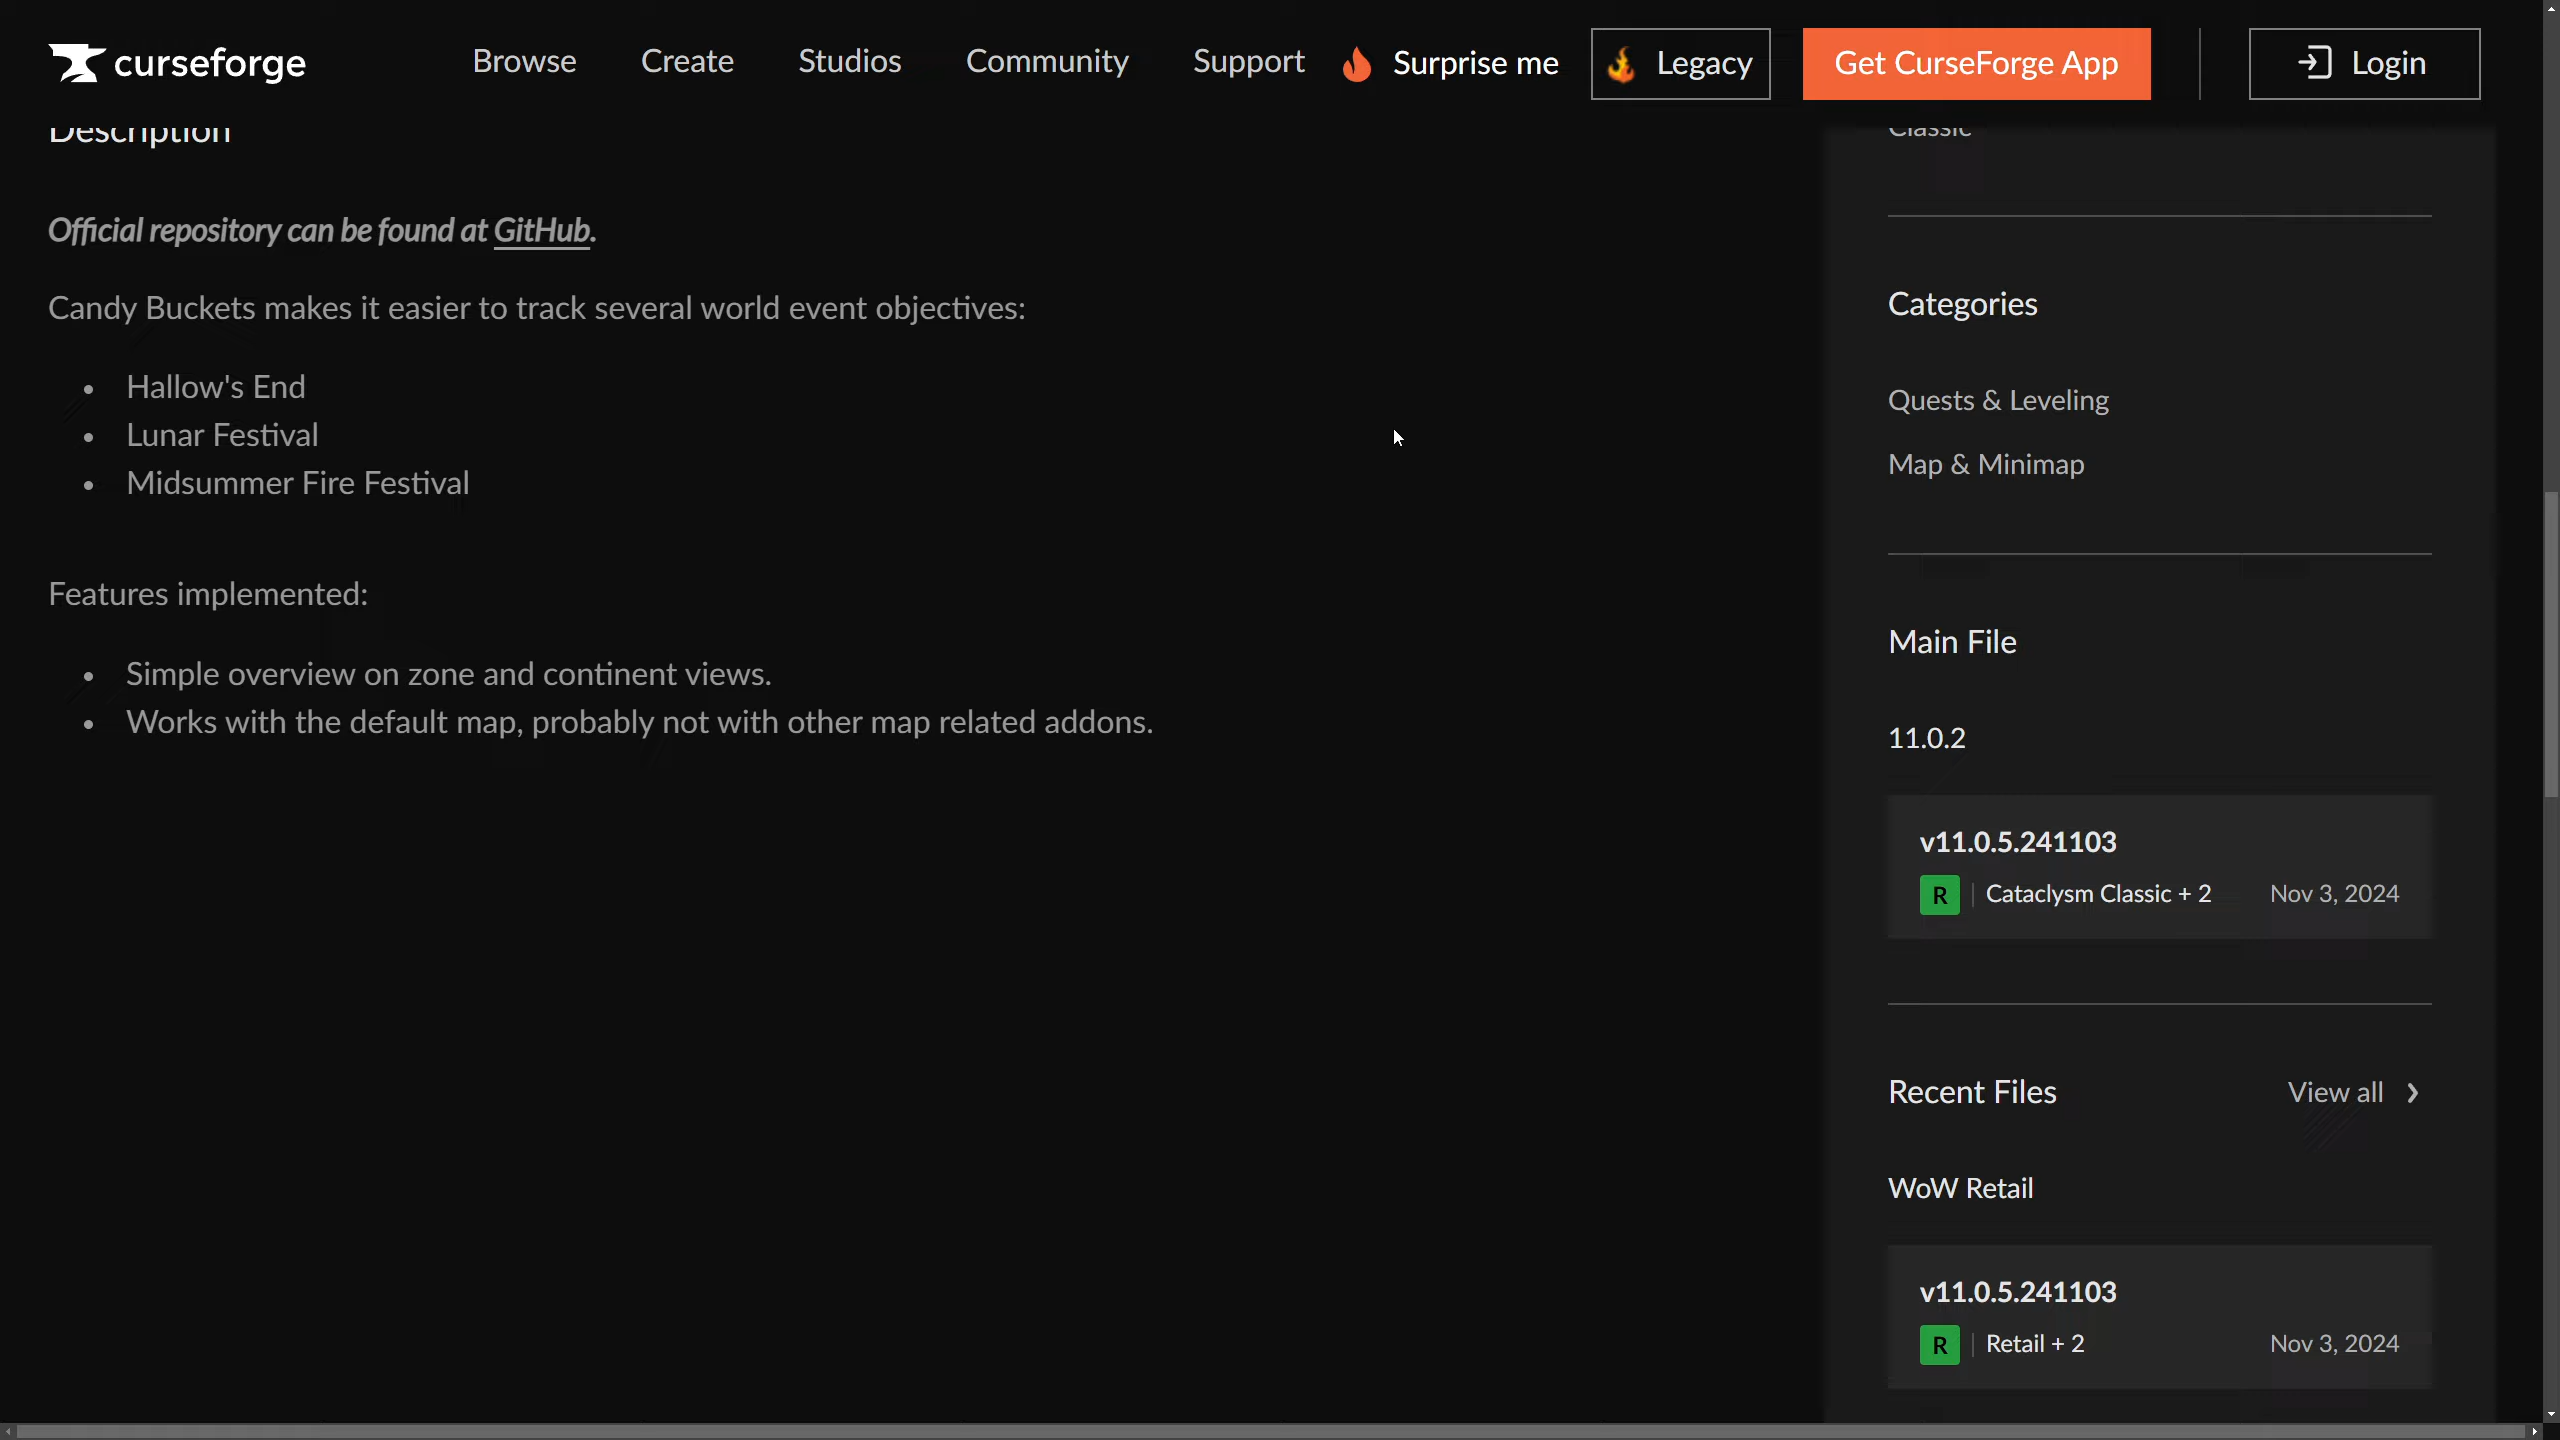 curseforge
Browse
Create
Studios
Community
Support
Surprise me
Legacy
Get CurseForge App
Login
Description
Official repository can be found at GitHub.
Candy Buckets makes it easier to track several world event objectives:
• Hallow's End
• Lunar Festival
• Midsummer Fire Festival
Features implemented:
• Simple overview on zone and continent views.
• Works with the default map, probably not with other map related addons.
Classic
Categories
Quests & Leveling
Map & Minimap
Main File
11.0.2
v11.0.5.241103
R | Cataclysm Classic + 2 Nov 3, 2024
Recent Files View all
WoW Retail
v11.0.5.241103
R | Retail + 2 Nov 3, 2024